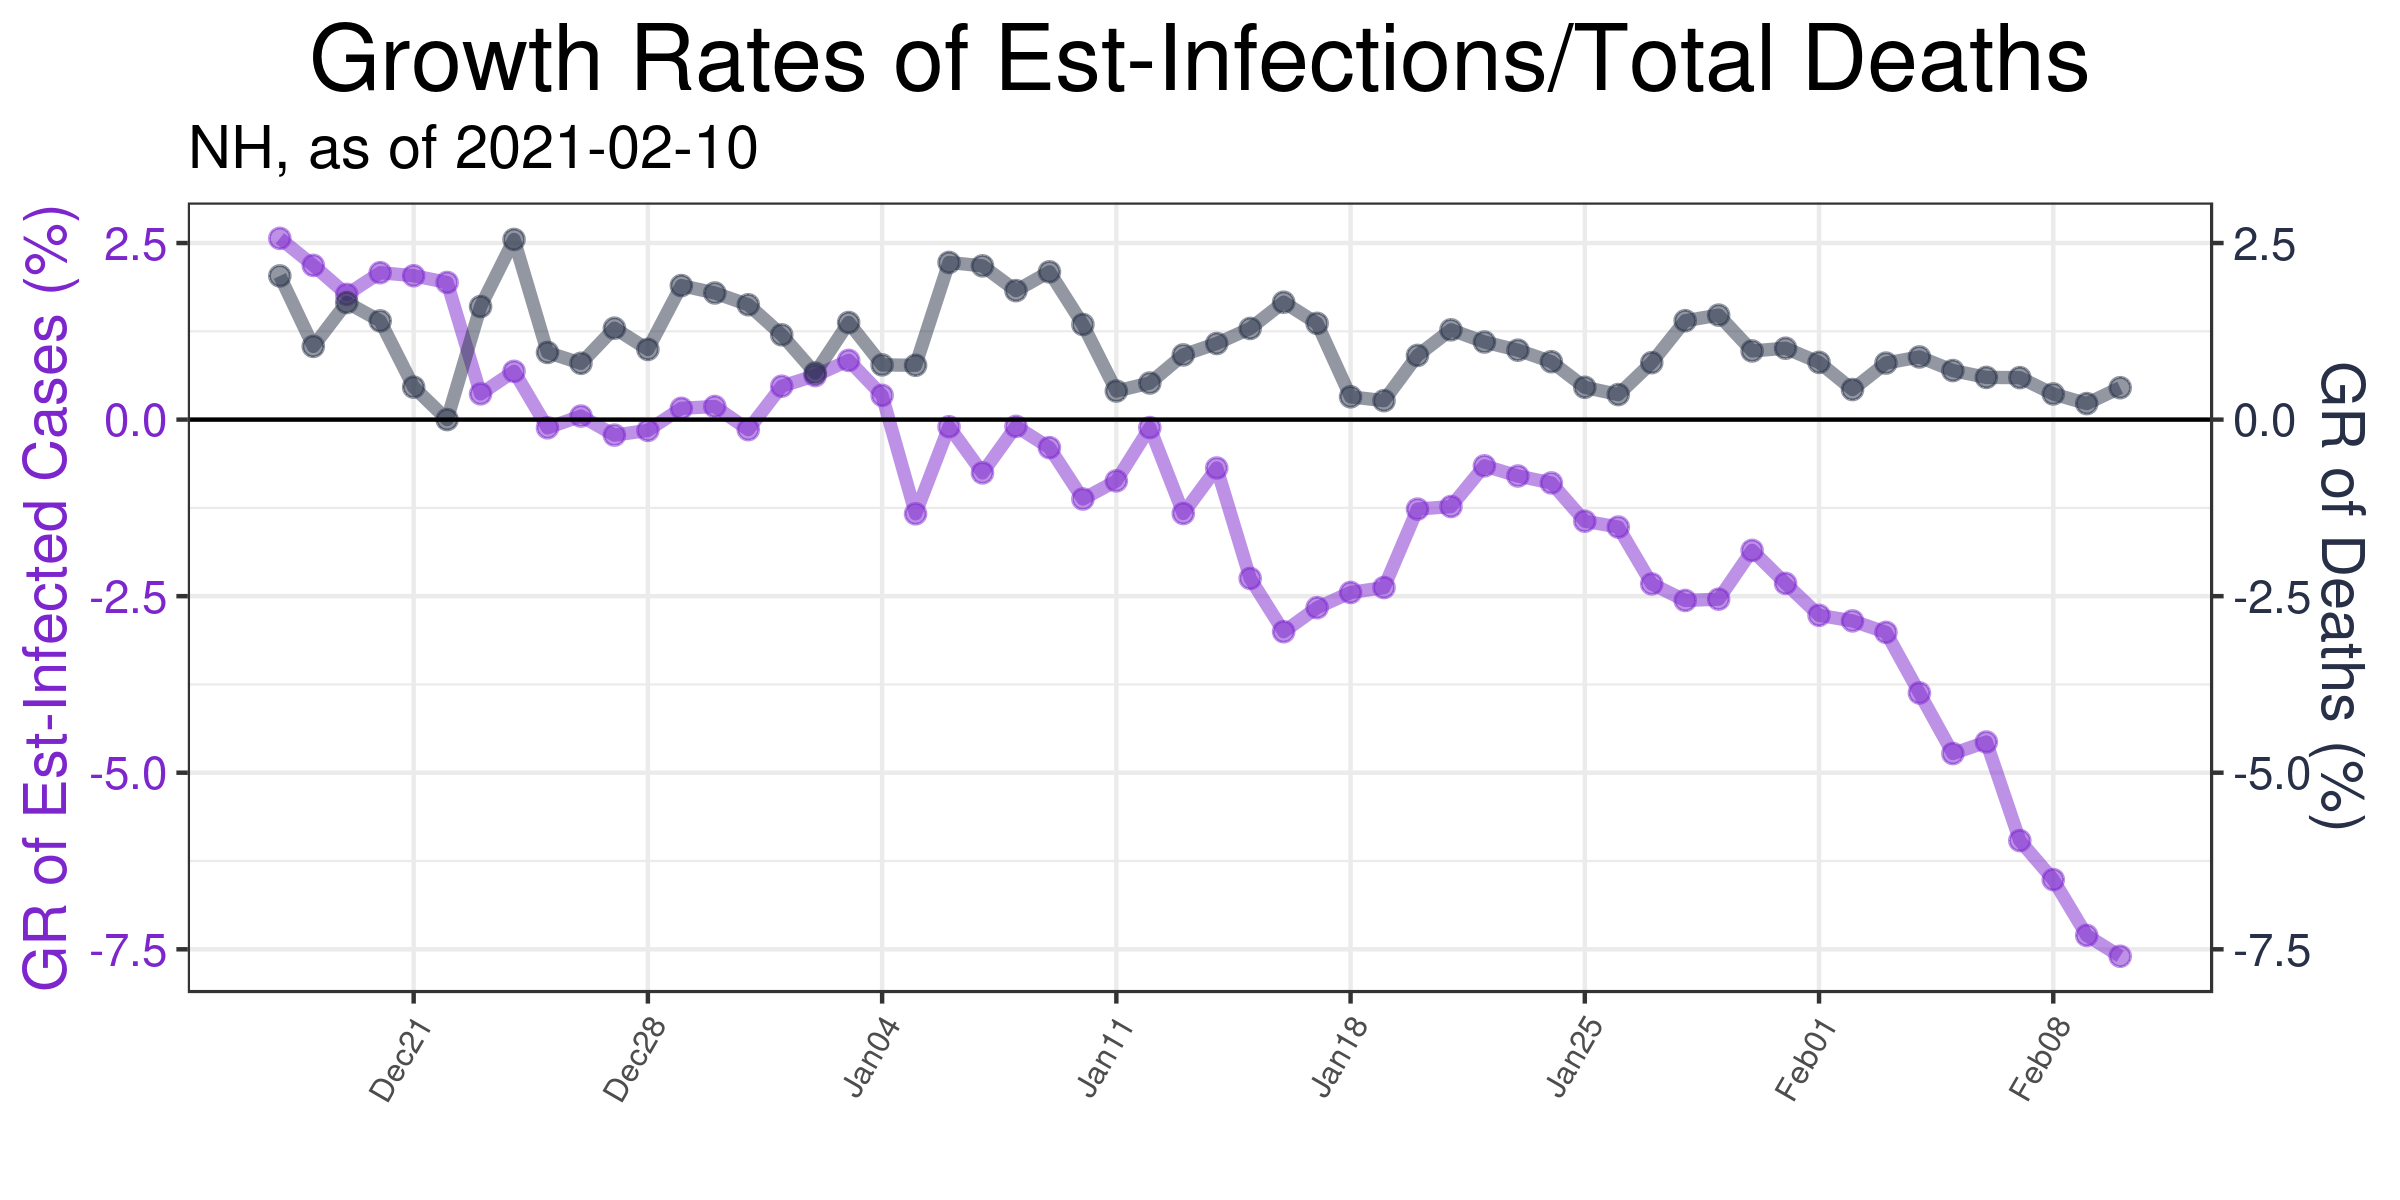 Growth Rates of Est-Infections/Total Deaths
NH, as of 2021-02-10
GR of Est-Infected Cases (%)
2.5
0.0
-2.5
-5.0
-7.5
2.5
0.0
-2.5
-5.0
-7.5
GR of Deaths (%)
Dec21
Dec28
Jan04
Jan11
Jan18
Jan25
Feb01
Feb08